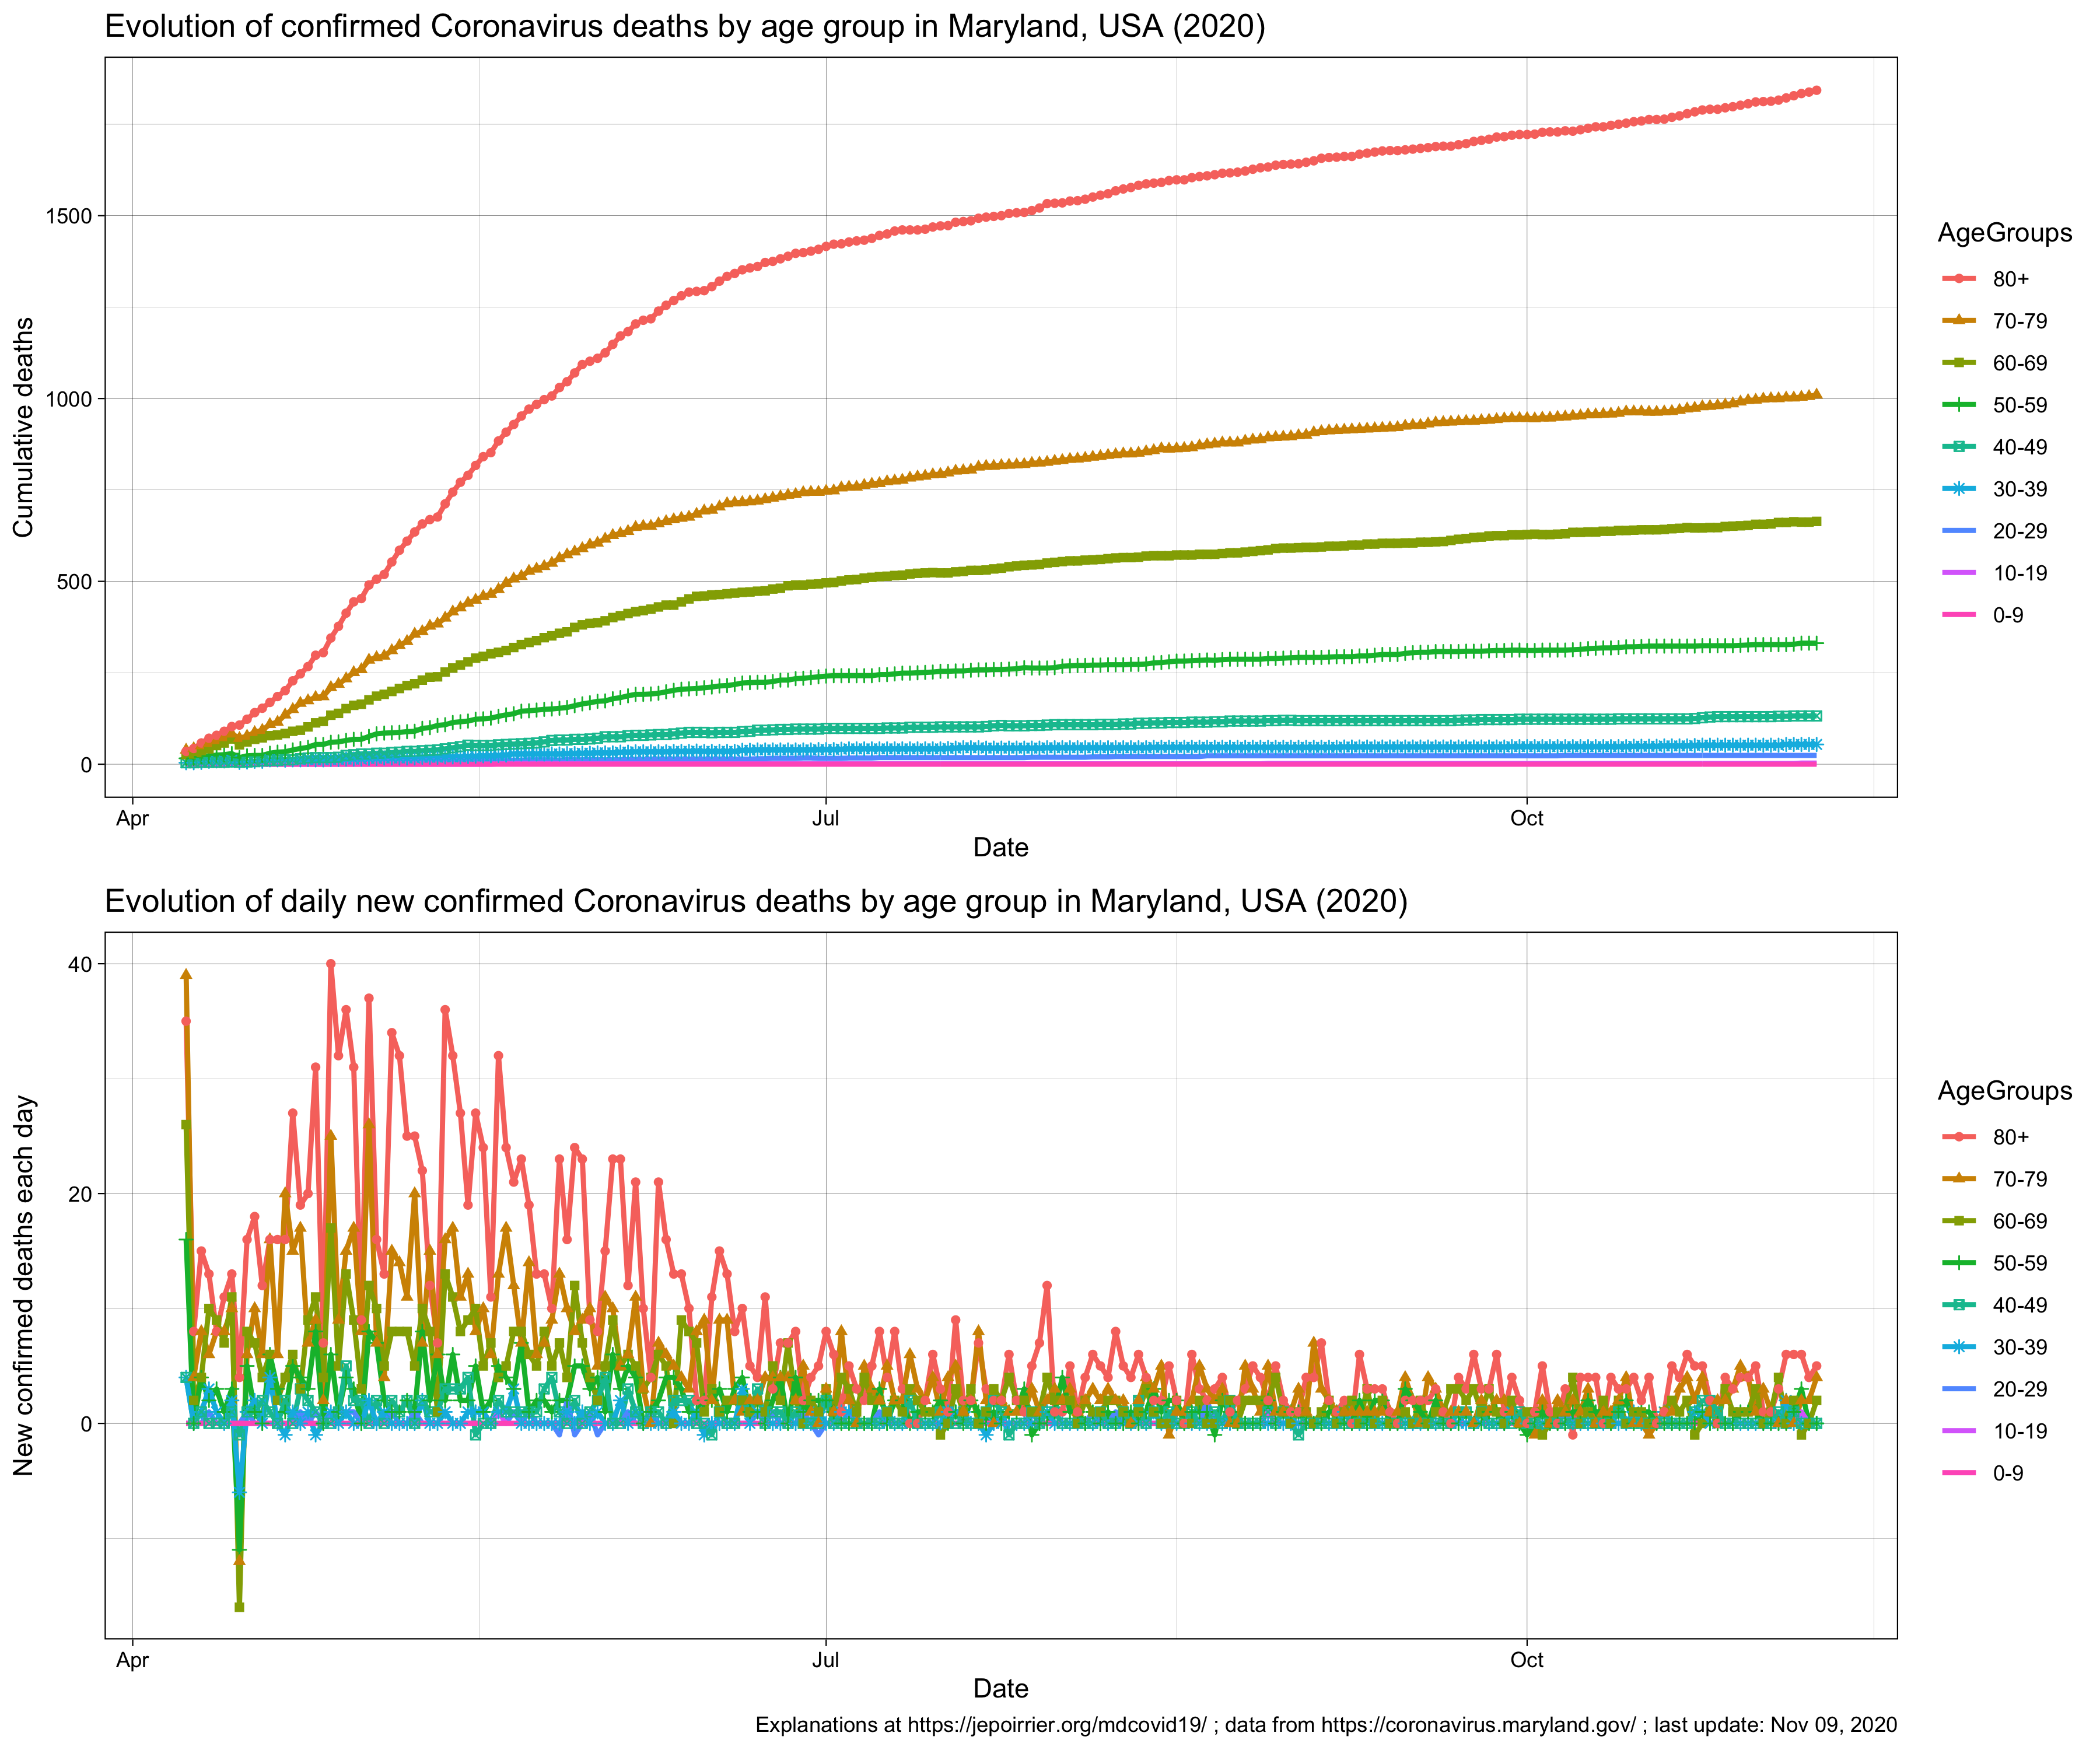 Evolution of confirmed Coronavirus deaths by age group in Maryland, USA (2020)
Cumulative deaths
1500
1000
500
0
Apr
Jul
Oct
Date
AgeGroups
80+
70-79
60-69
50-59
40-49
30-39
20-29
10-19
0-9
Evolution of daily new confirmed Coronavirus deaths by age group in Maryland, USA (2020)
New confirmed deaths each day
40
20
0
Apr
Jul
Oct
Date
AgeGroups
80+
70-79
60-69
50-59
40-49
30-39
20-29
10-19
0-9
Explanations at https://jepoirrier.org/mdcovid19/ ; data from https://coronavirus.maryland.gov/ ; last update: Nov 09, 2020